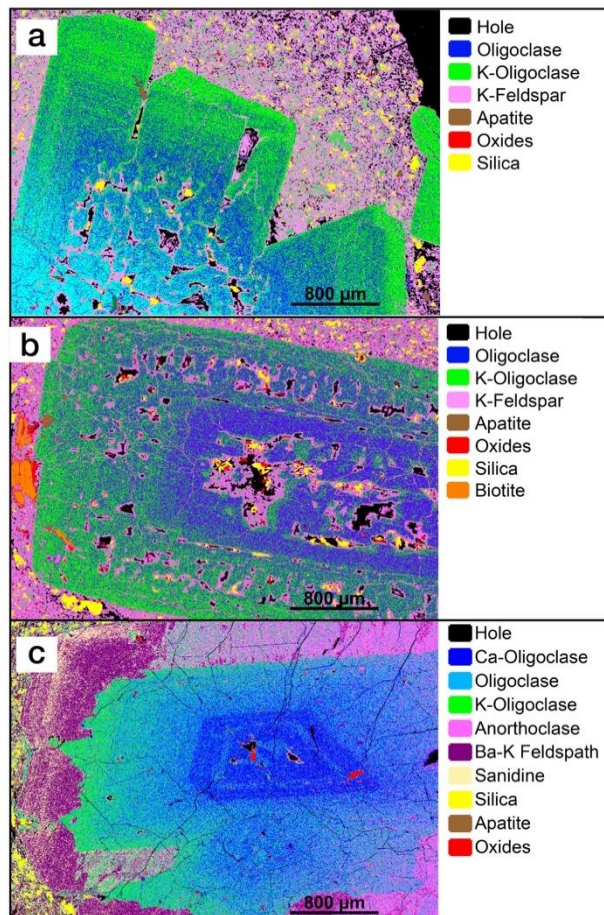 a
Hole
Oligoclase
K-Oligoclase
K-Feldspar
Apatite
Oxides
Silica
800 µm
b
Hole
Oligoclase
K-Oligoclase
K-Feldspar
Apatite
Oxides
Silica
Biotite
800 µm
c
Hole
Ca-Oligoclase
Oligoclase
K-Oligoclase
Anorthoclase
Ba-K Feldspath
Sanidine
Silica
Apatite
Oxides
800 µm